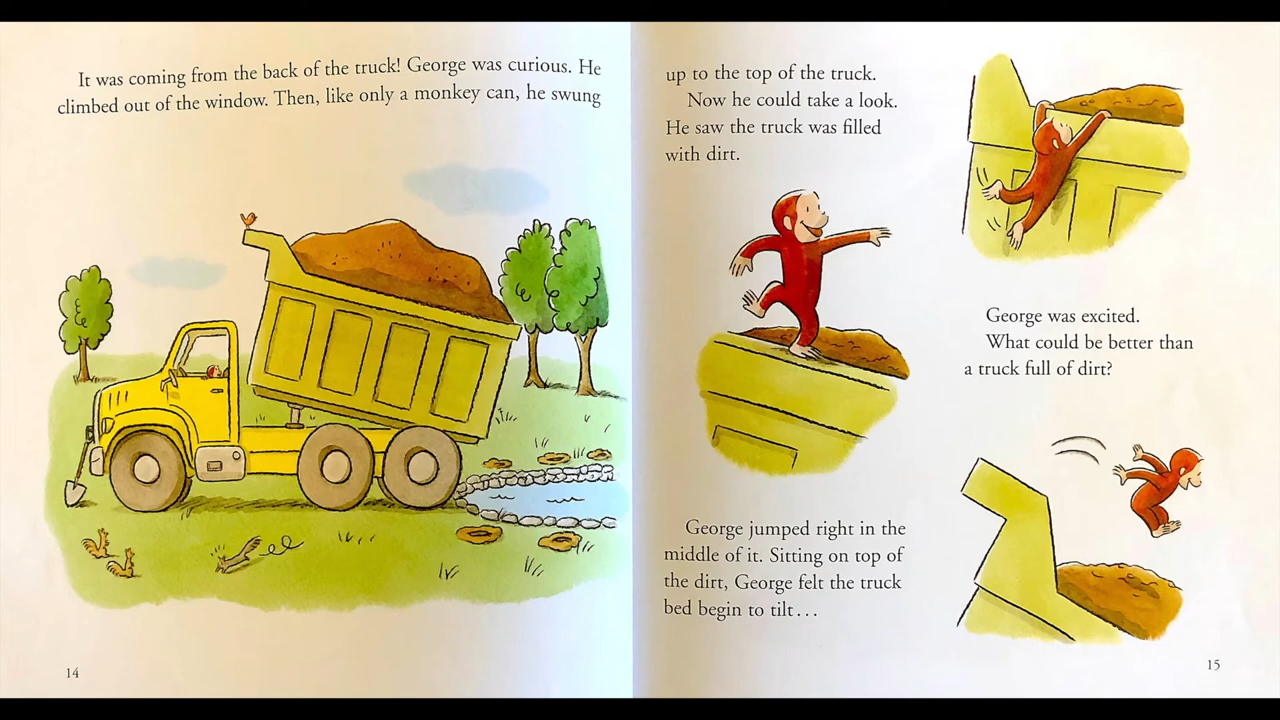 It was coming from the back of the truck! George was curious. He
climbed out of the window. Then, like only a monkey can, he swung
up to the top of the truck.
Now he could take a look.
He saw the truck was filled
with dirt.
George was excited.
What could be better than
a truck full of dirt?
George jumped right in the
middle of it. Sitting on top of
the dirt, George felt the truck
bed begin to tilt...
14
15